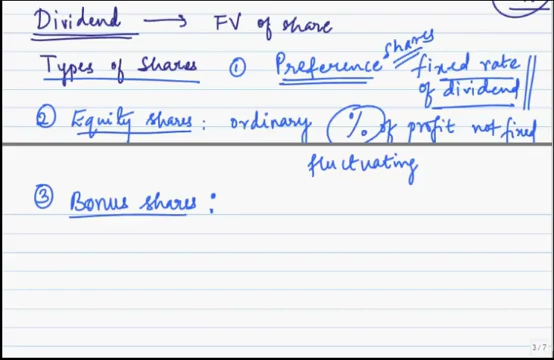 Dividend → FV of share
Types of shares ① Preference shares fixed rate
of dividend
② Equity shares : ordinary % of profit not fixed
fluctuating
③ Bonus shares :
3 / 7